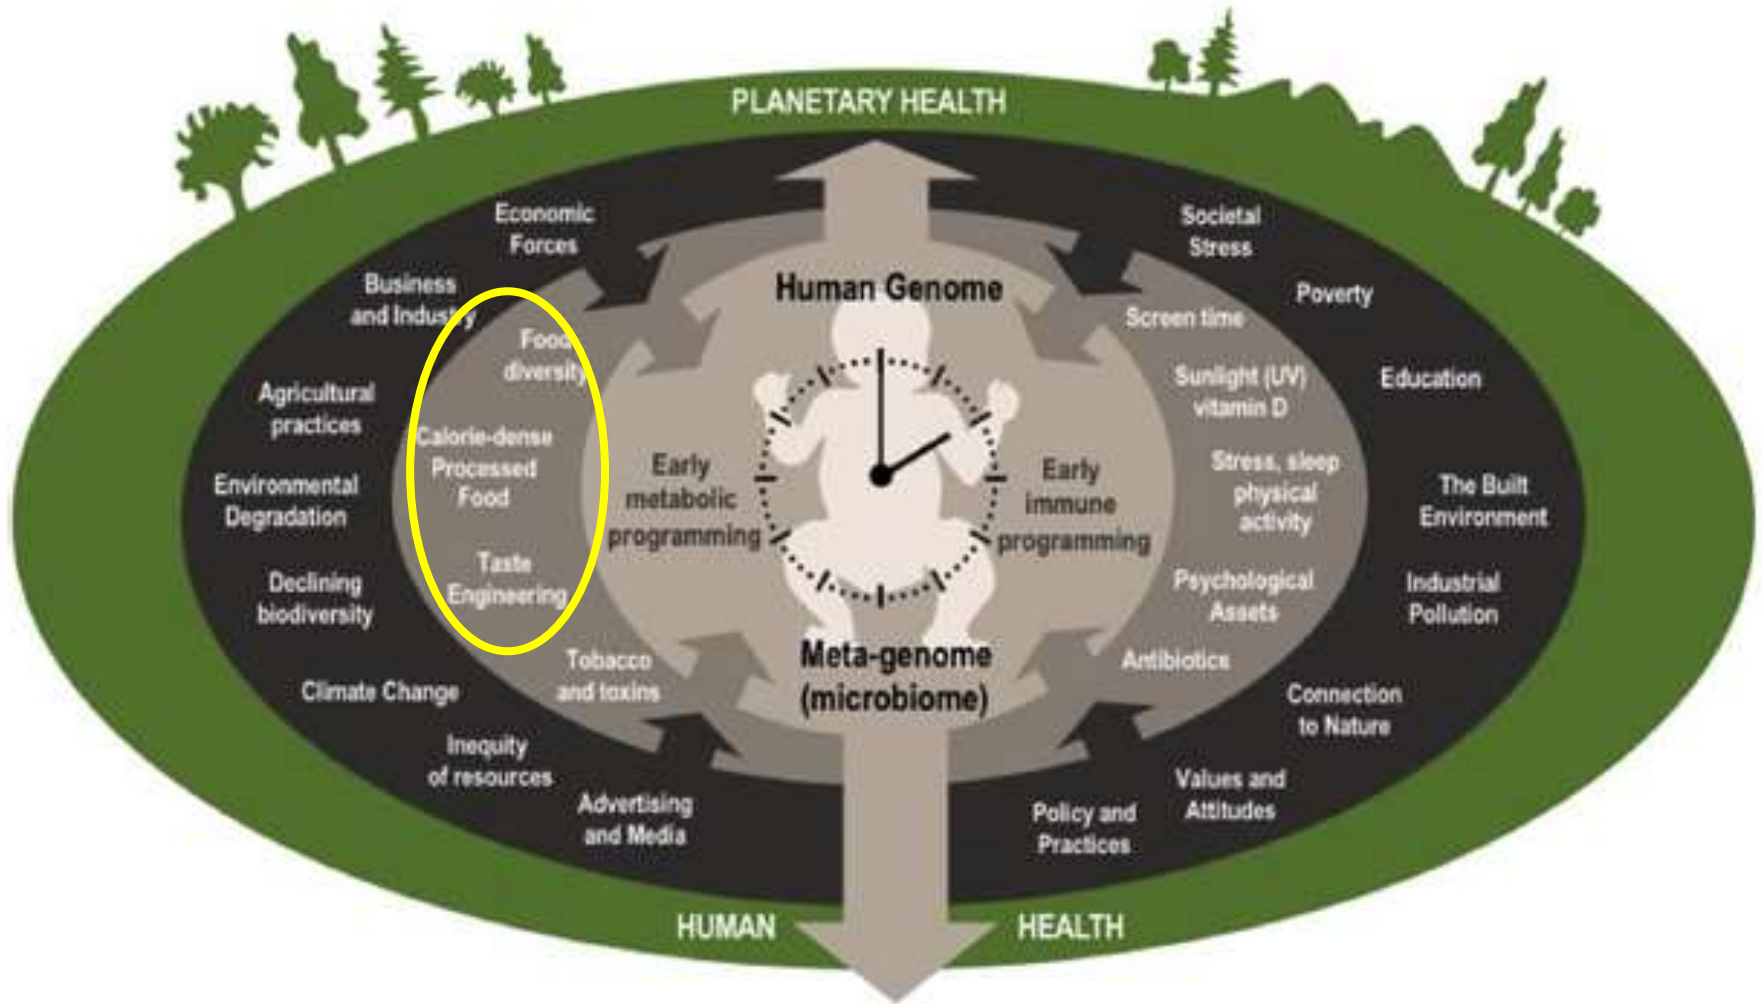 PLANETARY HEALTH
Economic
Forces
Business
and Industry
Agricultural
practices
Environmental
Degradation
Declining
biodiversity
Climate Change
Inequity
of resources
Advertising
and Media
Food
diversity
Calorie-dense
Processed
Food
Taste
Engineering
Tobacco
and toxins
Human Genome
Early
metabolic
programming
Early
immune
programming
Meta-genome
(microbiome)
Screen time
Sunlight (UV)
vitamin D
Stress, sleep
physical
activity
Psychological
Assets
Antibiotics
Societal
Stress
Poverty
Education
The Built
Environment
Industrial
Pollution
Connection
to Nature
Values and
Attitudes
Policy and
Practices
HUMAN HEALTH